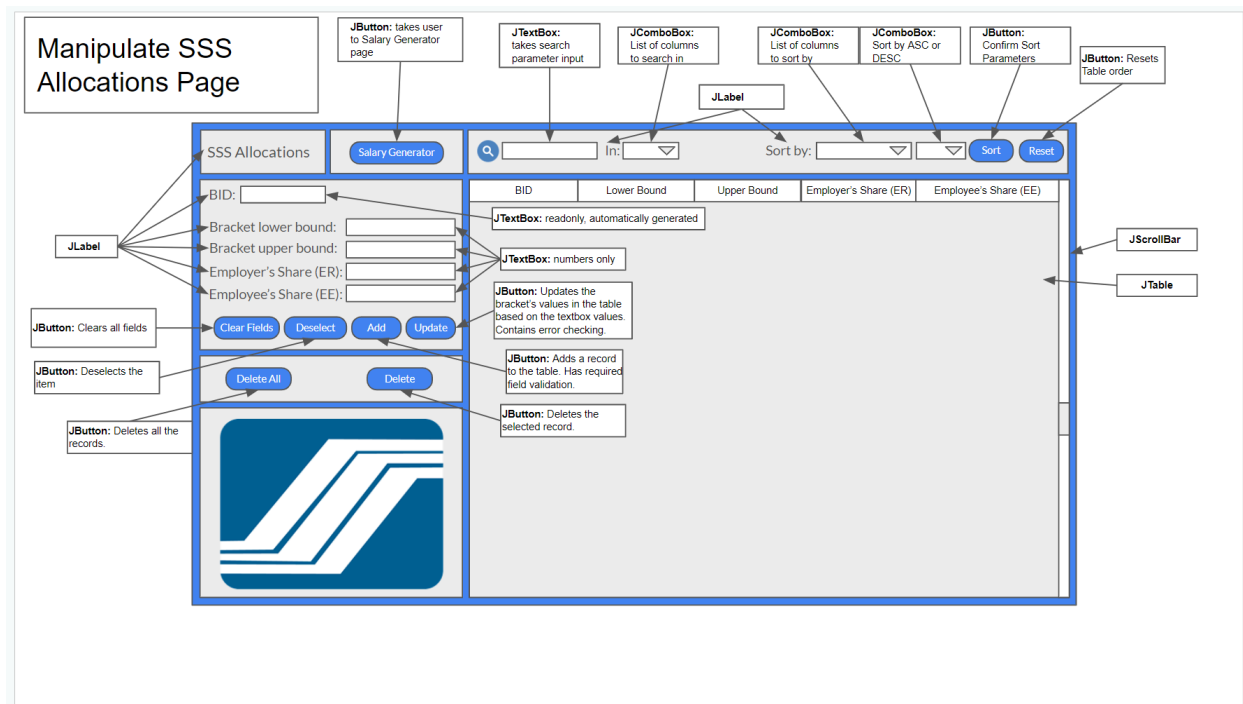 Manipulate SSS
Allocations Page
JButton: takes user
to Salary Generator
page
JTextBox:
takes search
parameter input
JComboBox:
List of columns
to search in
JComboBox:
List of columns
to sort by
JComboBox:
Sort by ASC or
DESC
JButton:
Confirm Sort
Parameters
JButton: Resets
Table order
JLabel
SSS Allocations
Salary Generator
In:
Sort by:
Sort
Reset
BID:
BID
Lower Bound
Upper Bound
Employer's Share (ER)
Employee's Share (EE)
JTextBox: readonly, automatically generated
Bracket lower bound:
Bracket upper bound:
Employer's Share (ER):
Employee's Share (EE):
JLabel
JTextBox: numbers only
JScrollBar
JTable
JButton: Updates the
bracket's values in the table
based on the textbox values.
Contains error checking.
JButton: Clears all fields
Clear Fields
Deselect
Add
Update
JButton: Deselects the
item
JButton: Adds a record
to the table. Has required
field validation.
Delete All
Delete
JButton: Deletes the
selected record.
JButton: Deletes all the
records.